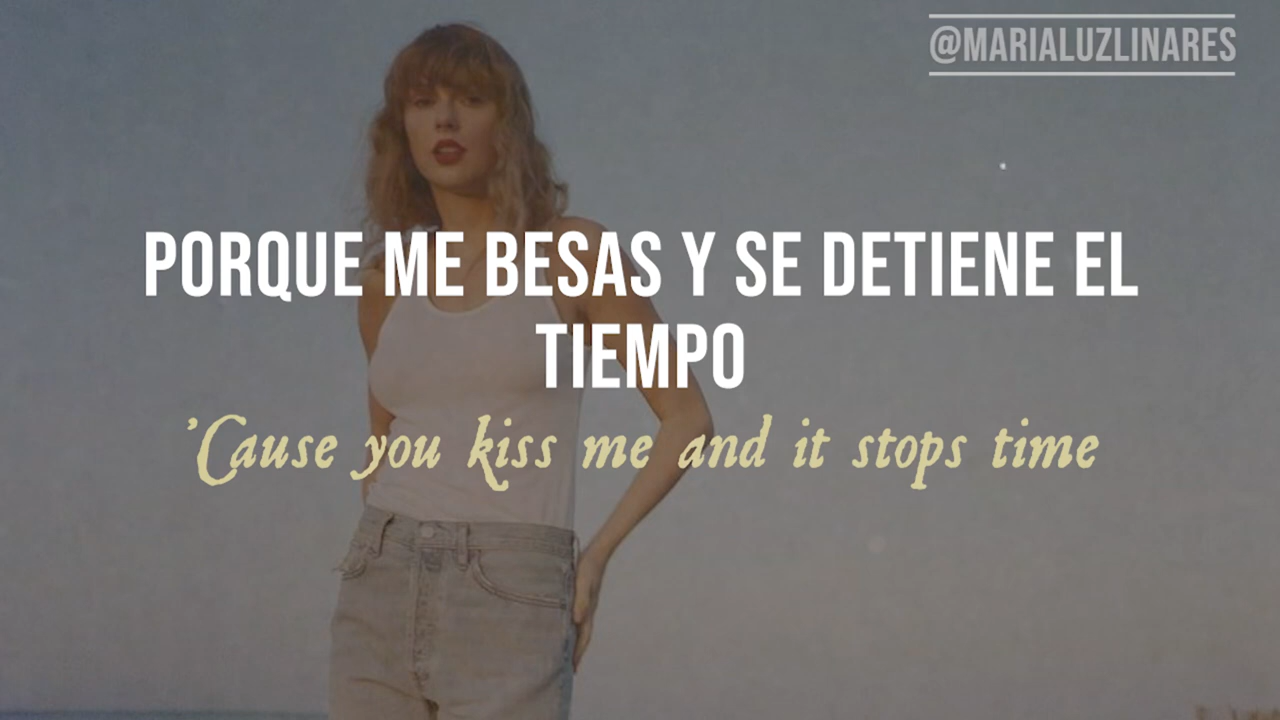 @MARIALUZLINARES
PORQUE ME BESAS Y SE DETIENE EL
TIEMPO
'Cause you kiss me and it stops time